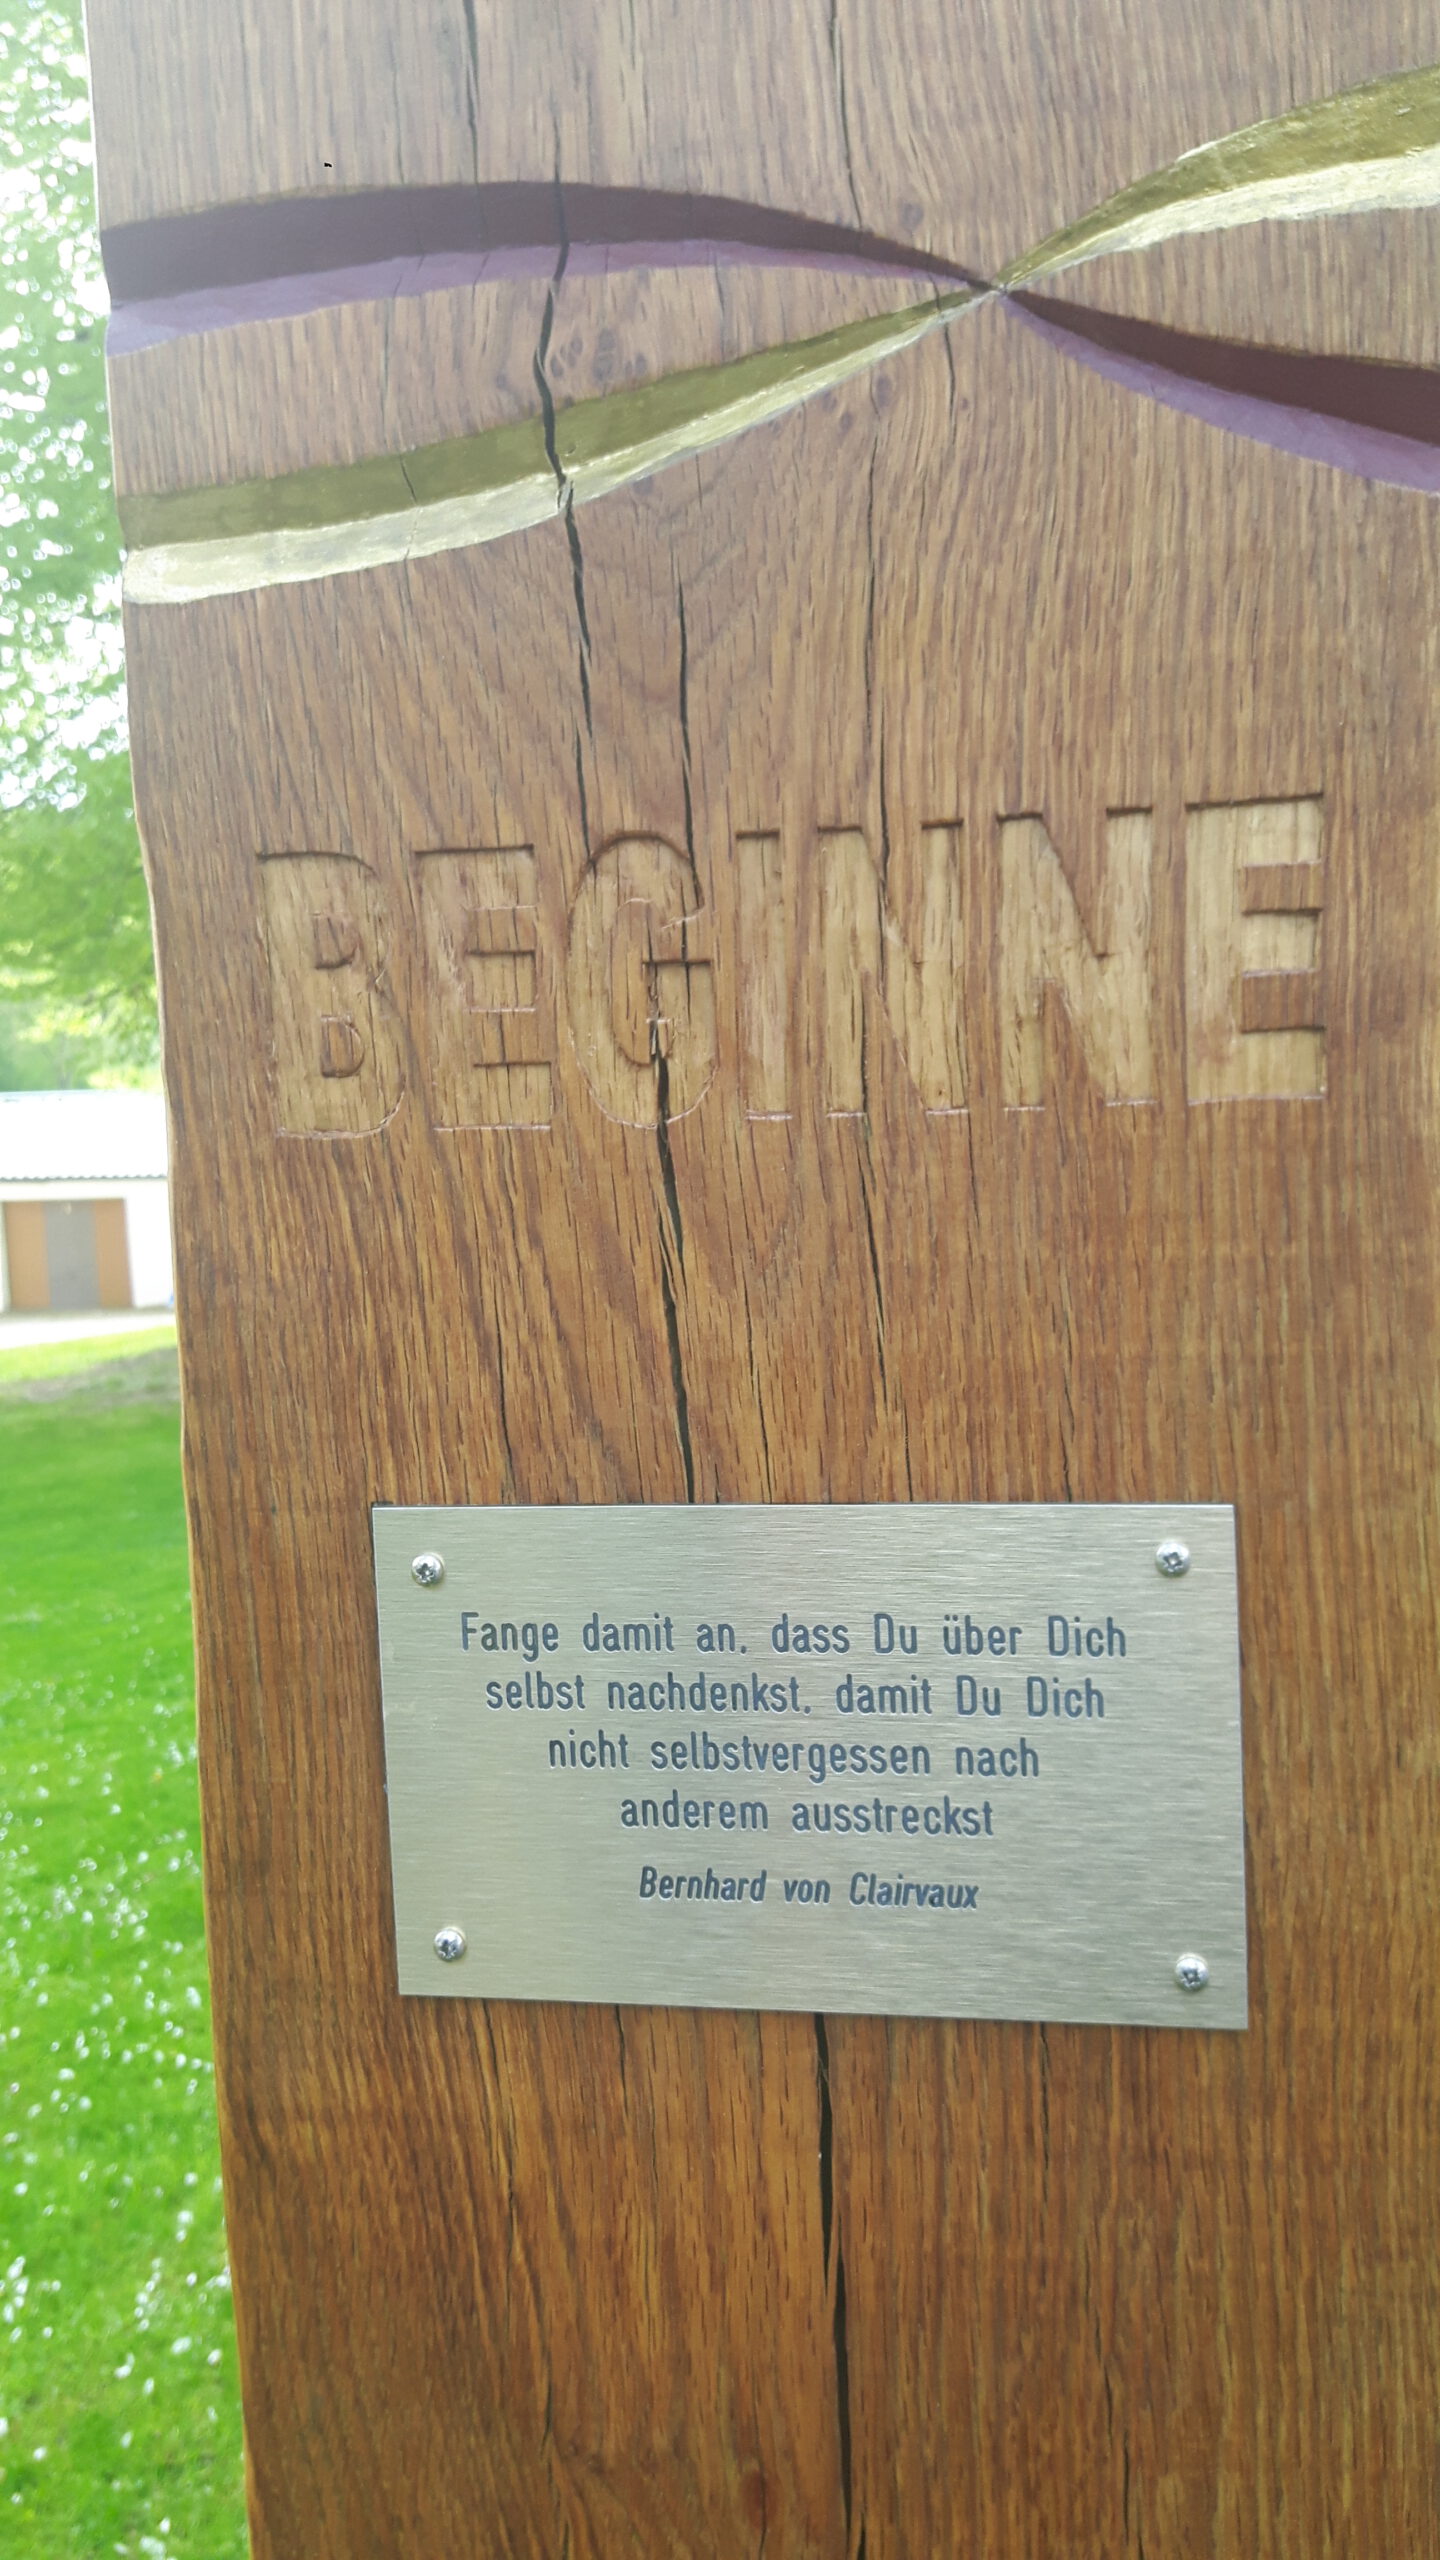 BEGINNE
Fange damit an, dass Du über Dich
selbst nachdenkst, damit Du Dich
nicht selbstvergessen nach
anderem ausstreckst
Bernhard von Clairvaux